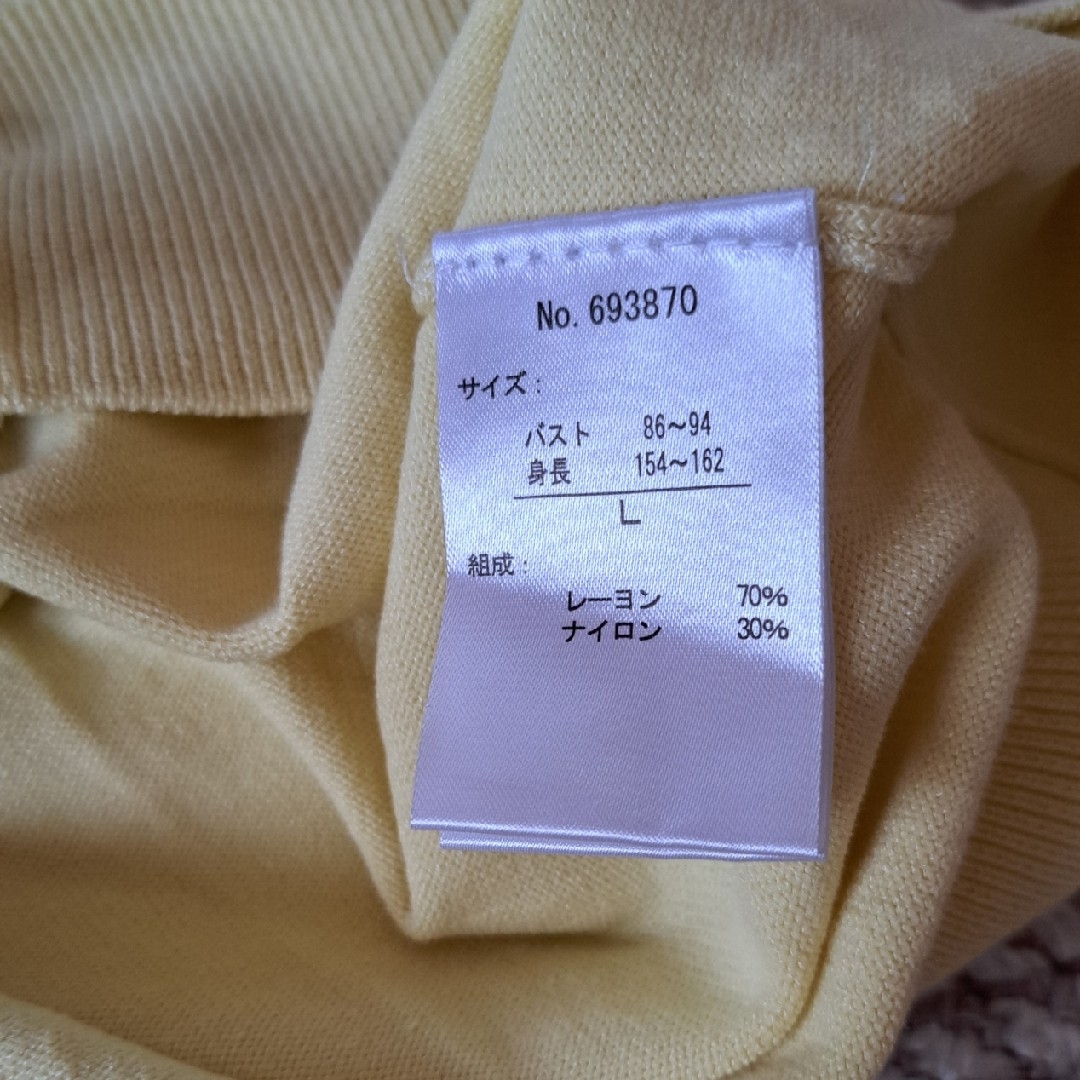 No. 693870
サイズ:
バスト 86～94
身長 154～162
L
組成:
レーヨン 70%
ナイロン 30%